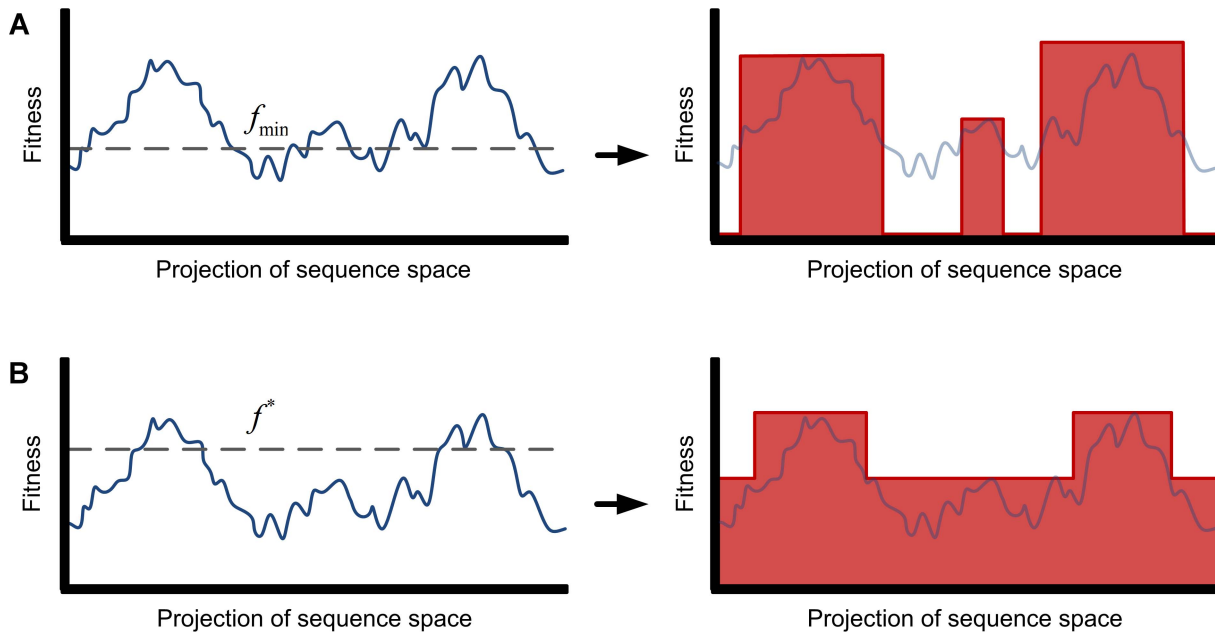 A
Fitness
f_min
Projection of sequence space
Fitness
Projection of sequence space
B
Fitness
f*
Projection of sequence space
Fitness
Projection of sequence space